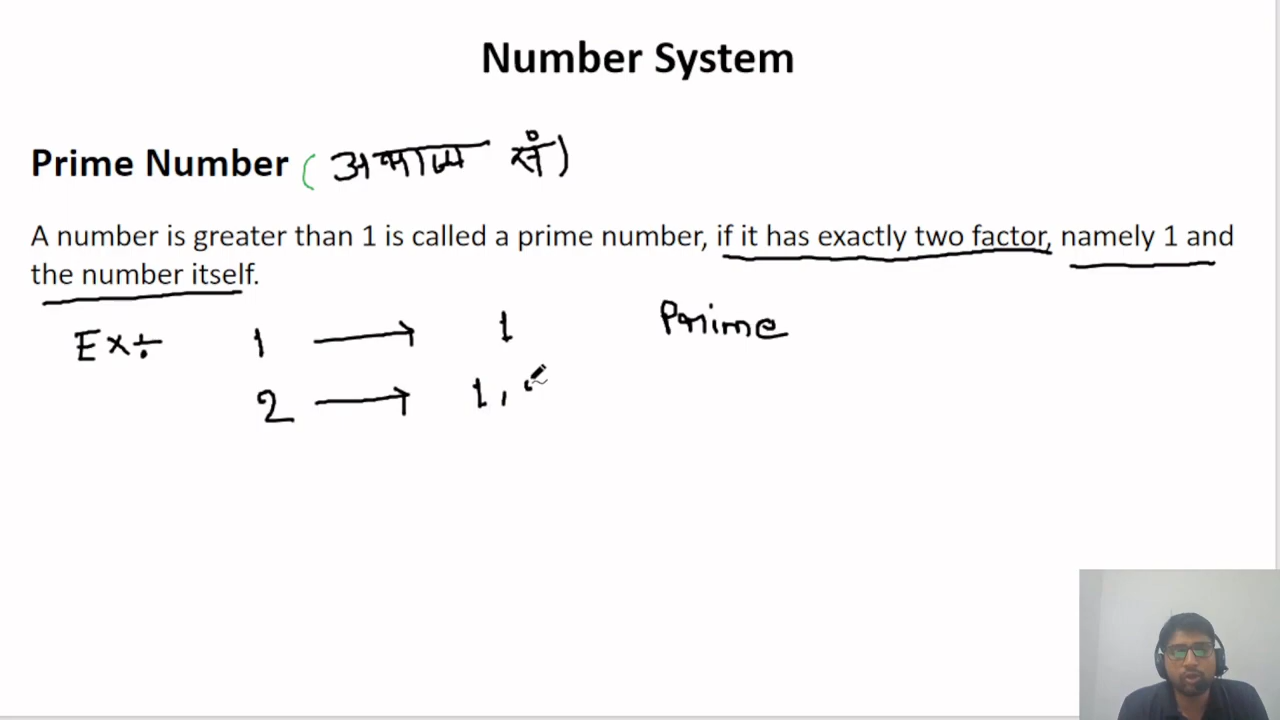 Number System
Prime Number (अभाज्य सं॰)
A number is greater than 1 is called a prime number, if it has exactly two factor, namely 1 and
the number itself.
Ex÷ 1 → 1 Prime
2 → 1,